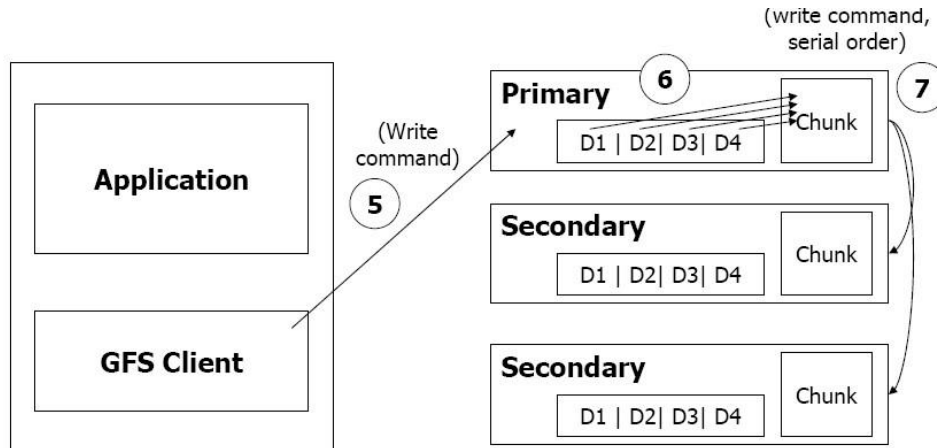 (write command,
serial order)
6
7
Primary
Chunk
D1 | D2| D3| D4
(Write
command)
5
Application
Secondary
Chunk
D1 | D2| D3| D4
GFS Client
Secondary
Chunk
D1 | D2| D3| D4